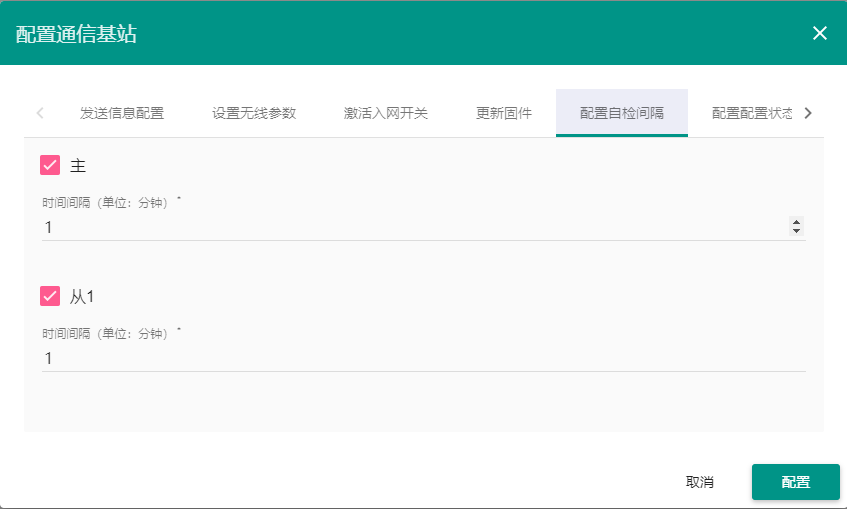 配置通信基站
发送信息配置 设置无线参数 激活入网开关 更新固件 配置自检间隔 配置配置状态
主
时间间隔（单位：分钟） *
1
从1
时间间隔（单位：分钟） *
1
取消 配置